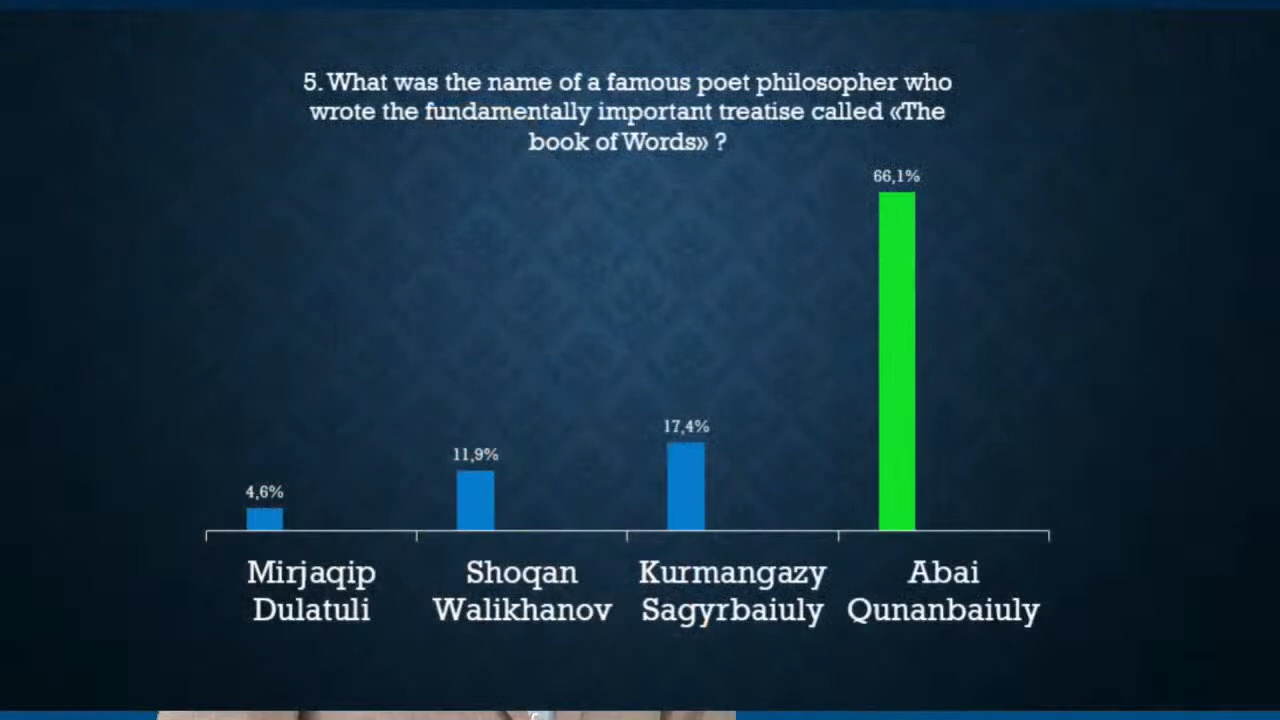 5. What was the name of a famous poet philosopher who
wrote the fundamentally important treatise called «The
book of Words» ?
66,1%
17,4%
11,9%
4,6%
Mirjaqip
Dulatuli
Shoqan
Walikhanov
Kurmangazy
Sagyrbaiuly
Abai
Qunanbaiuly